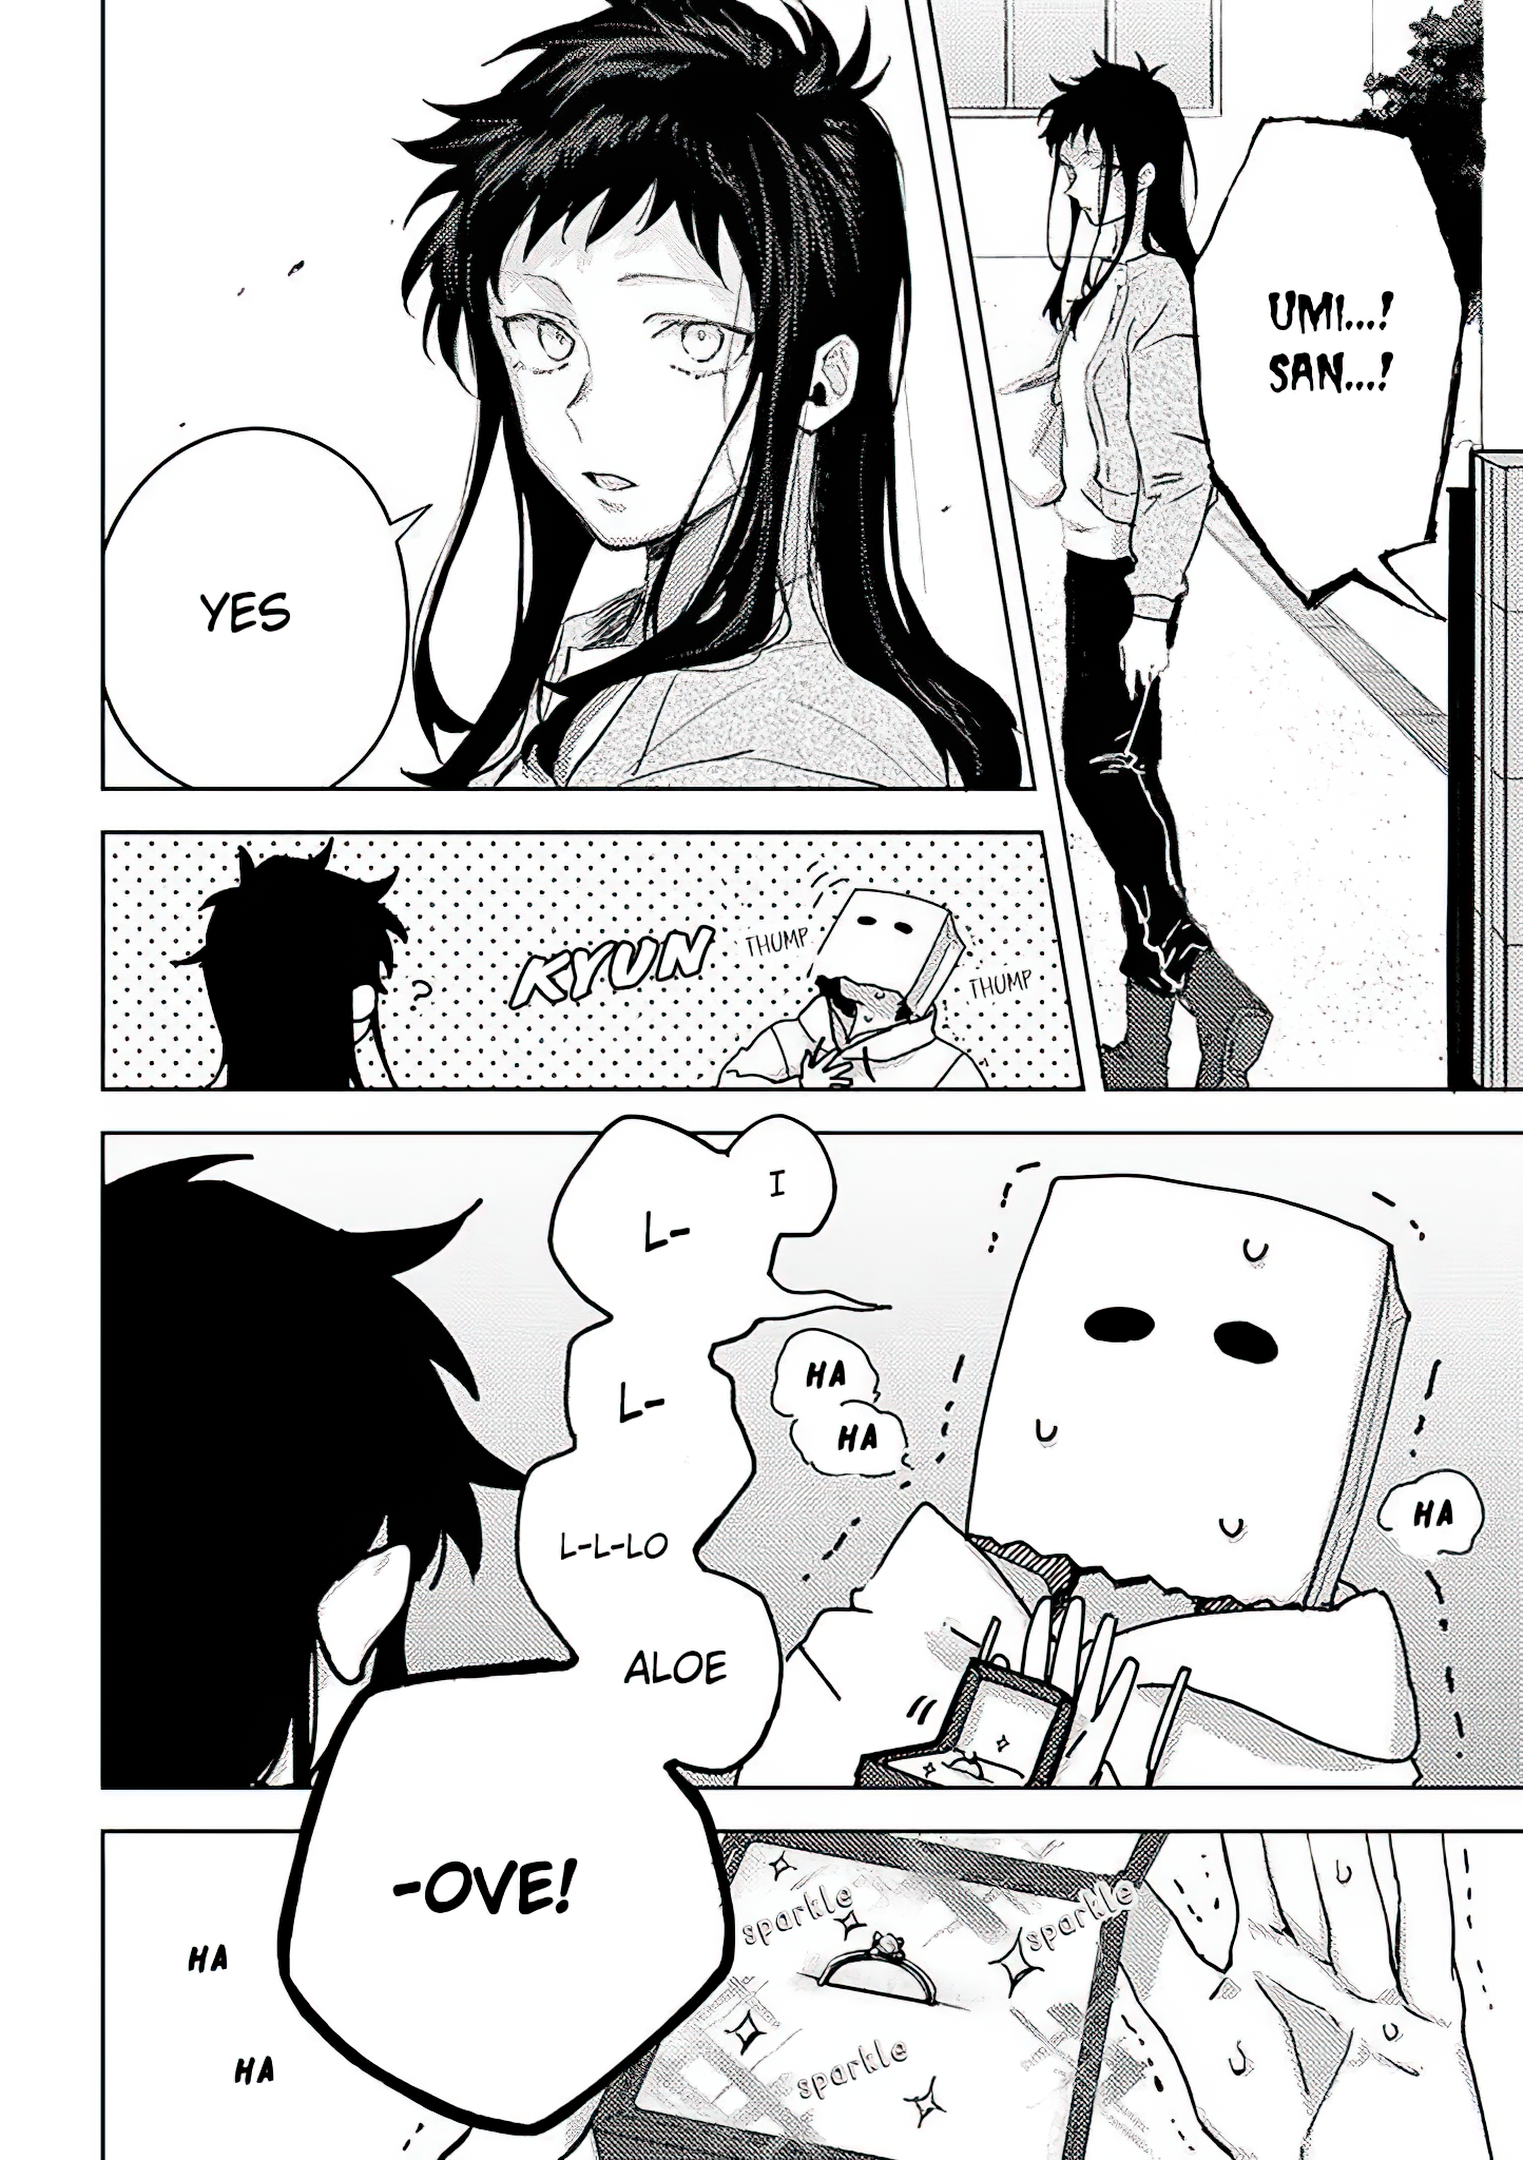 UMI...!
SAN...!
YES
THUMP
THUMP
KYUN
?
I
L-
L-
L-L-LO
ALOE
-OVE!
HA
HA
HA
sparkle
sparkle
sparkle
HA
HA